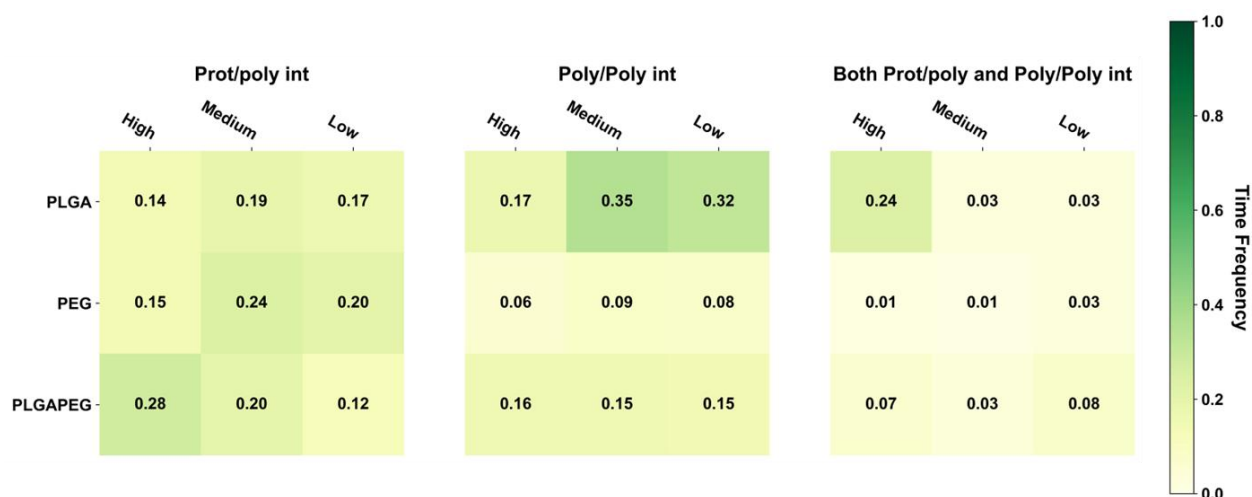 Prot/poly int
Poly/Poly int
Both Prot/poly and Poly/Poly int
High Medium Low
High Medium Low
High Medium Low
PLGA 0.14 0.19 0.17 0.17 0.35 0.32 0.24 0.03 0.03
PEG 0.15 0.24 0.20 0.06 0.09 0.08 0.01 0.01 0.03
PLGAPEG 0.28 0.20 0.12 0.16 0.15 0.15 0.07 0.03 0.08
1.0
0.8
0.6
0.4
0.2
0.0
Time Frequency